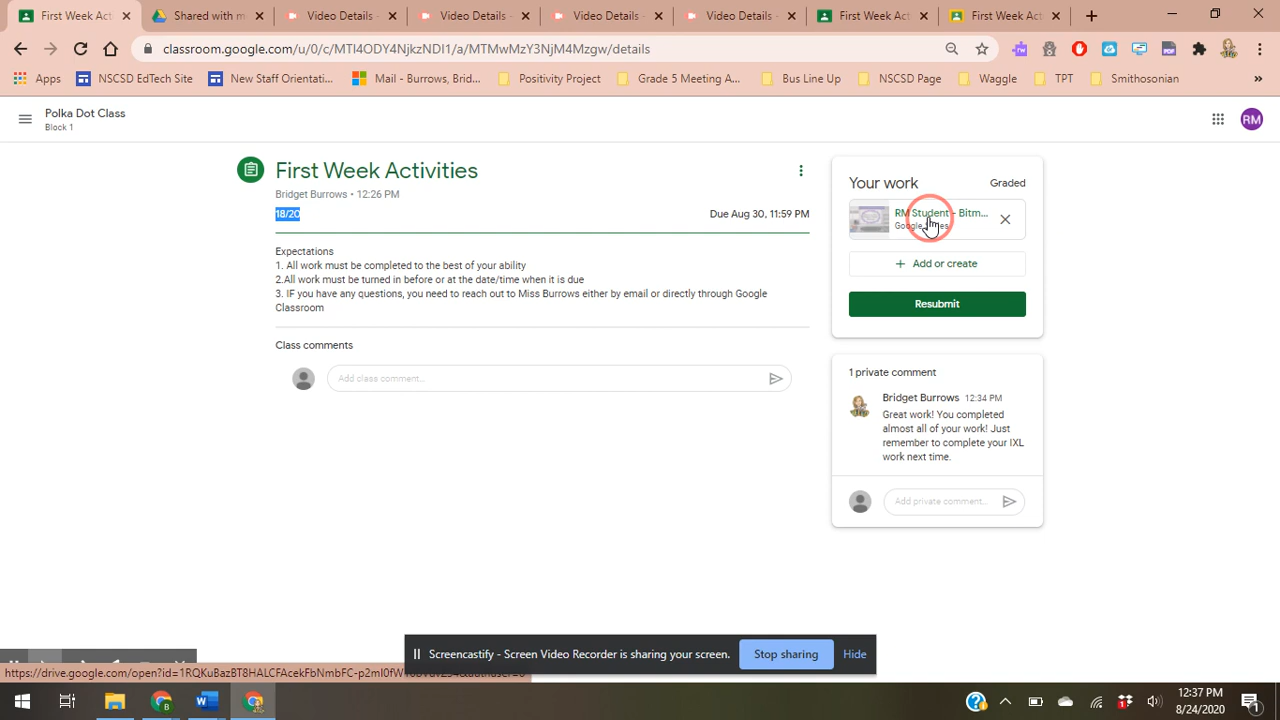 First Week Activities
Shared with me
Video Details -
Video Details -
Video Details -
Video Details -
First Week Acti
First Week Acti
classroom.google.com/u/0/c/MTI4ODY4NjkzNDI1/a/MTMwMzY3NjM4Mzgw/details
Apps
NSCSD EdTech Site
New Staff Orientati...
Mail - Burrows, Brid...
Positivity Project
Grade 5 Meeting A...
Bus Line Up
NSCSD Page
Waggle
TPT
Smithosonian
»
Polka Dot Class
Block 1
RM
First Week Activities
Bridget Burrows • 12:26 PM
18/20
Due Aug 30, 11:59 PM
Expectations
1. All work must be completed to the best of your ability
2.All work must be turned in before or at the date/time when it is due
3. IF you have any questions, you need to reach out to Miss Burrows either by email or directly through Google
Classroom
Class comments
Add class comment...
Your work
Graded
RM Student - Bitm...
Google
+ Add or create
Resubmit
1 private comment
Bridget Burrows 12:34 PM
Great work! You completed
almost all of your work! Just
remember to complete your IXL
work next time.
Add private comment...
Screencastify - Screen Video Recorder is sharing your screen.
Stop sharing
Hide
12:37 PM
8/24/2020